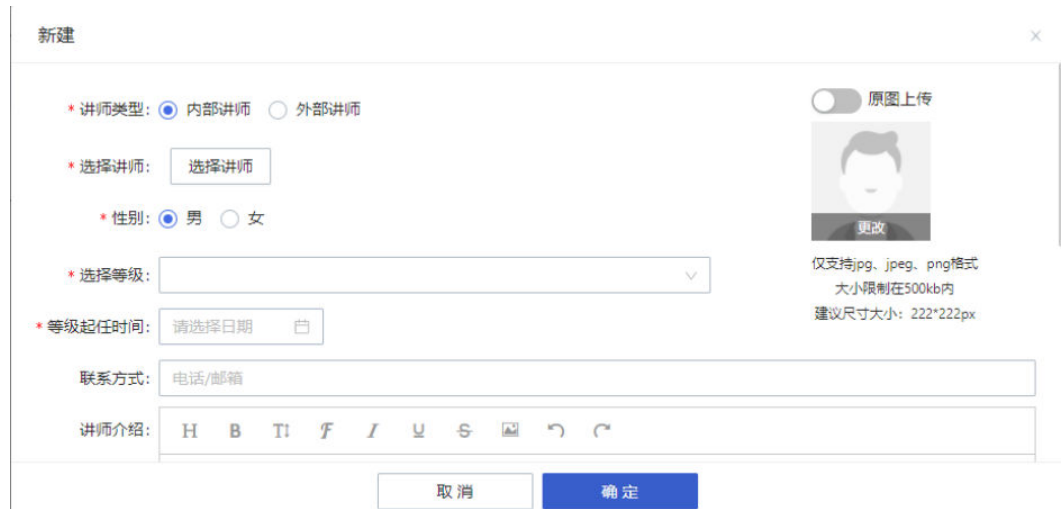 新建
* 讲师类型: 内部讲师 外部讲师
原图上传
* 选择讲师: 选择讲师
* 性别: 男 女
更改
* 选择等级:
仅支持jpg、jpeg、png格式
大小限制在500kb内
建议尺寸大小：222*222px
* 等级起任时间: 请选择日期
联系方式: 电话/邮箱
讲师介绍: H B T F I U S
取消 确定